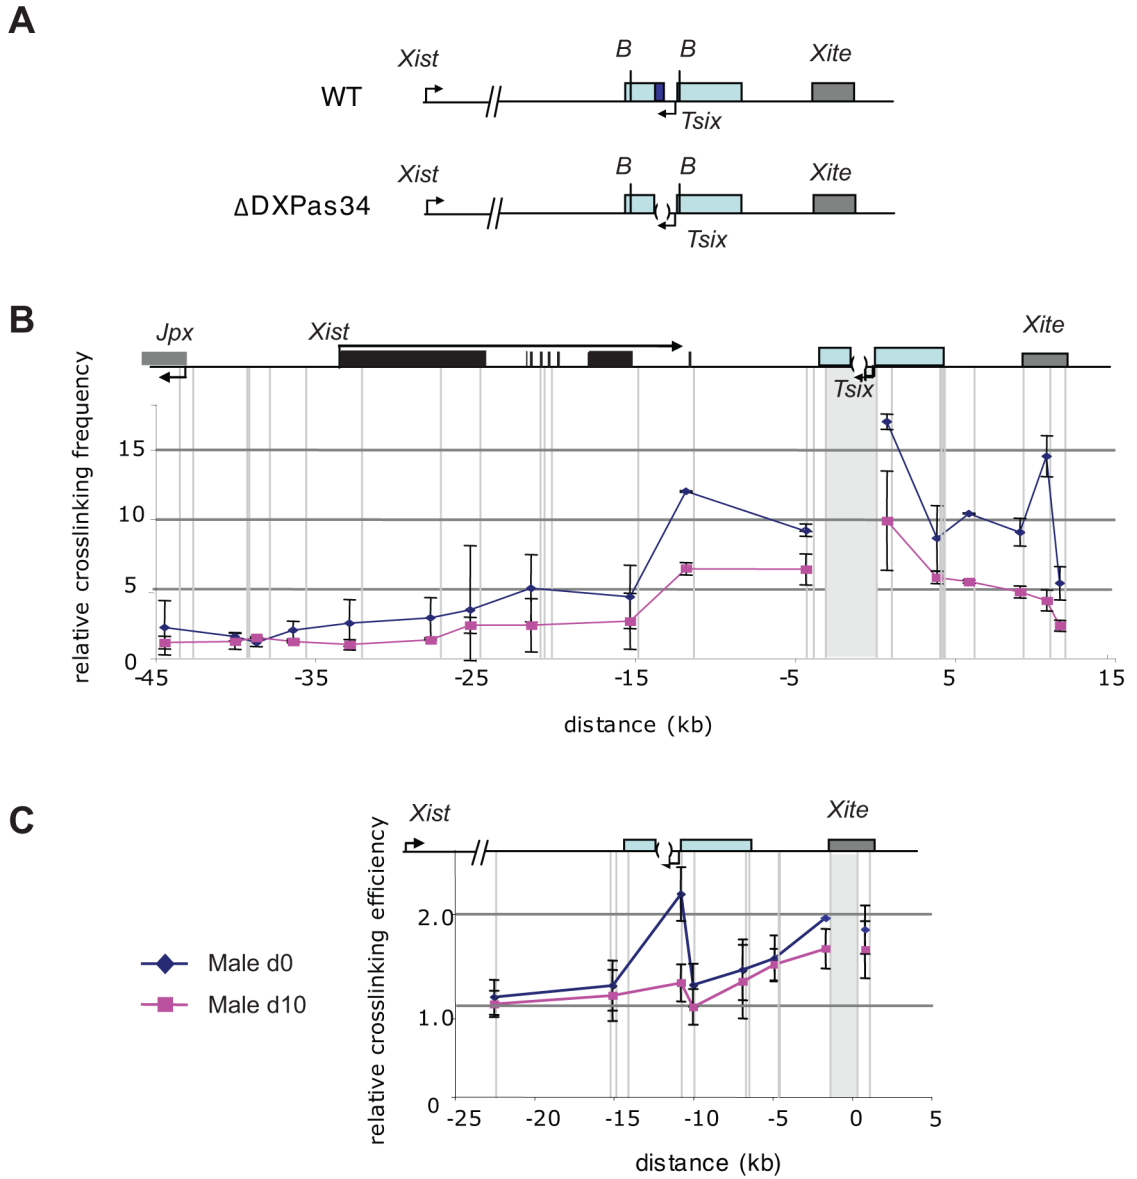 A
Xist B B Xite
WT
Tsix
Xist B B Xite
ΔDXPas34
Tsix
B
Jpx Xist Xite
Tsix
relative crosslinking frequency
15
10
5
0
-45 -35 -25 -15 -5 5 15
distance (kb)
C
Xist Xite
relative crosslinking efficiency
2.0
1.0
0
-25 -20 -15 -10 -5 0 5
distance (kb)
Male d0
Male d10